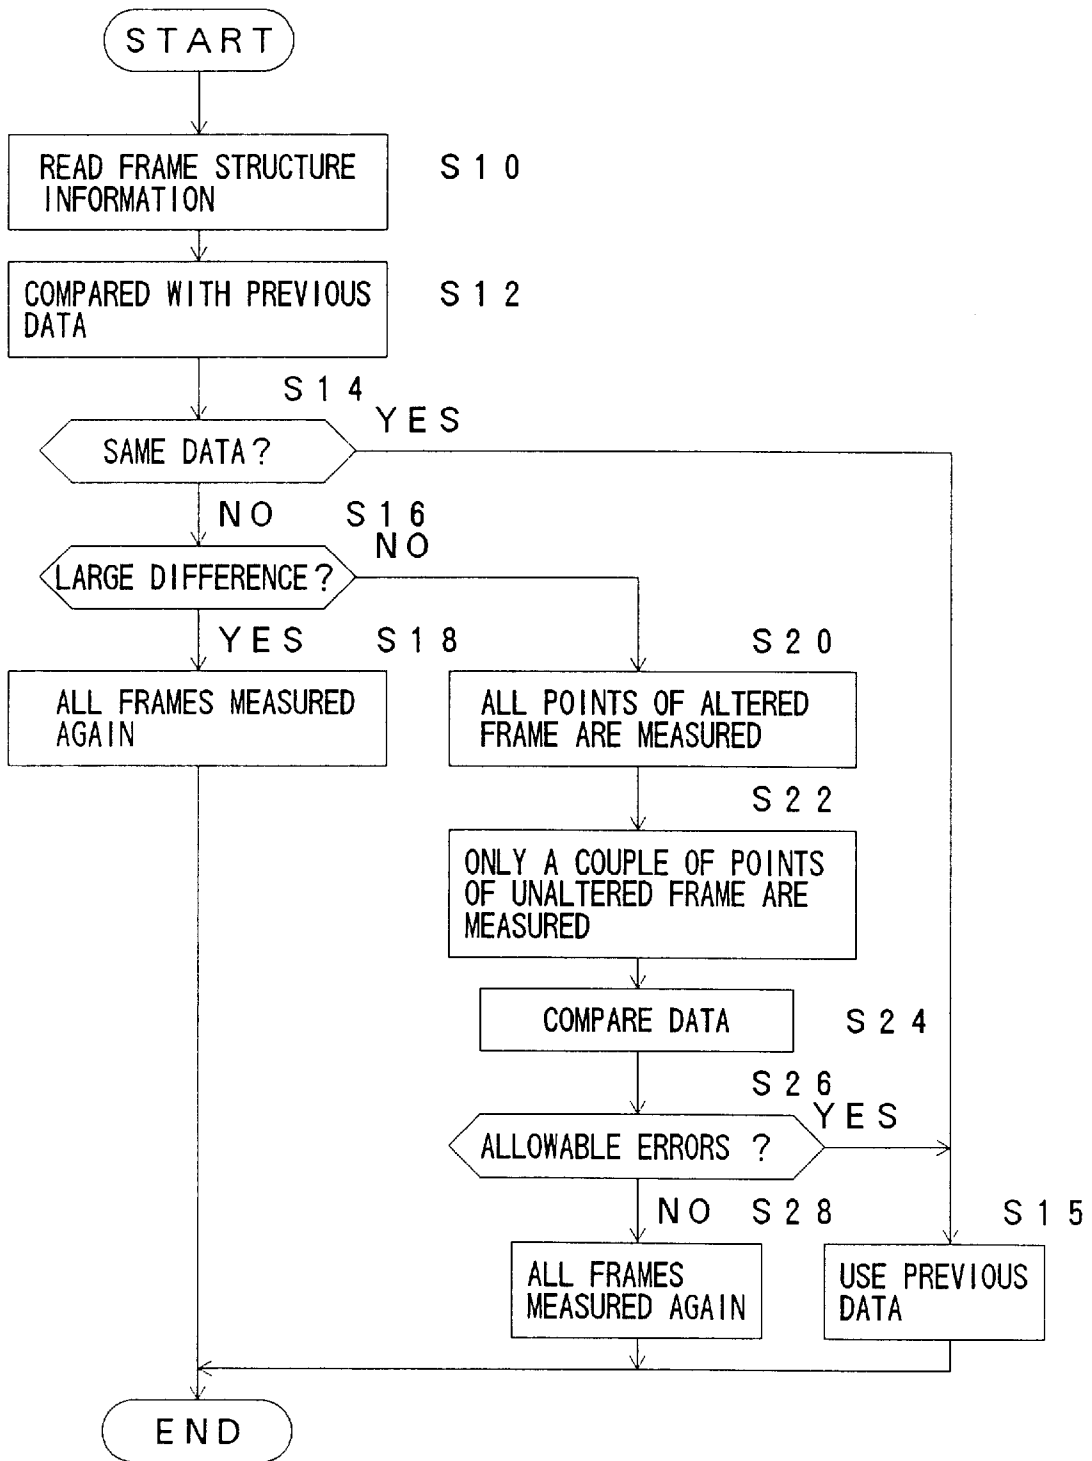 START
READ FRAME STRUCTURE
INFORMATION
S10
COMPARED WITH PREVIOUS
DATA
S12
S14
YES
SAME DATA?
NO
S16
NO
LARGE DIFFERENCE?
YES
S18
S20
ALL FRAMES MEASURED
AGAIN
ALL POINTS OF ALTERED
FRAME ARE MEASURED
S22
ONLY A COUPLE OF POINTS
OF UNALTERED FRAME ARE
MEASURED
COMPARE DATA
S24
S26
YES
ALLOWABLE ERRORS ?
NO
S28
S15
ALL FRAMES
MEASURED AGAIN
USE PREVIOUS
DATA
END